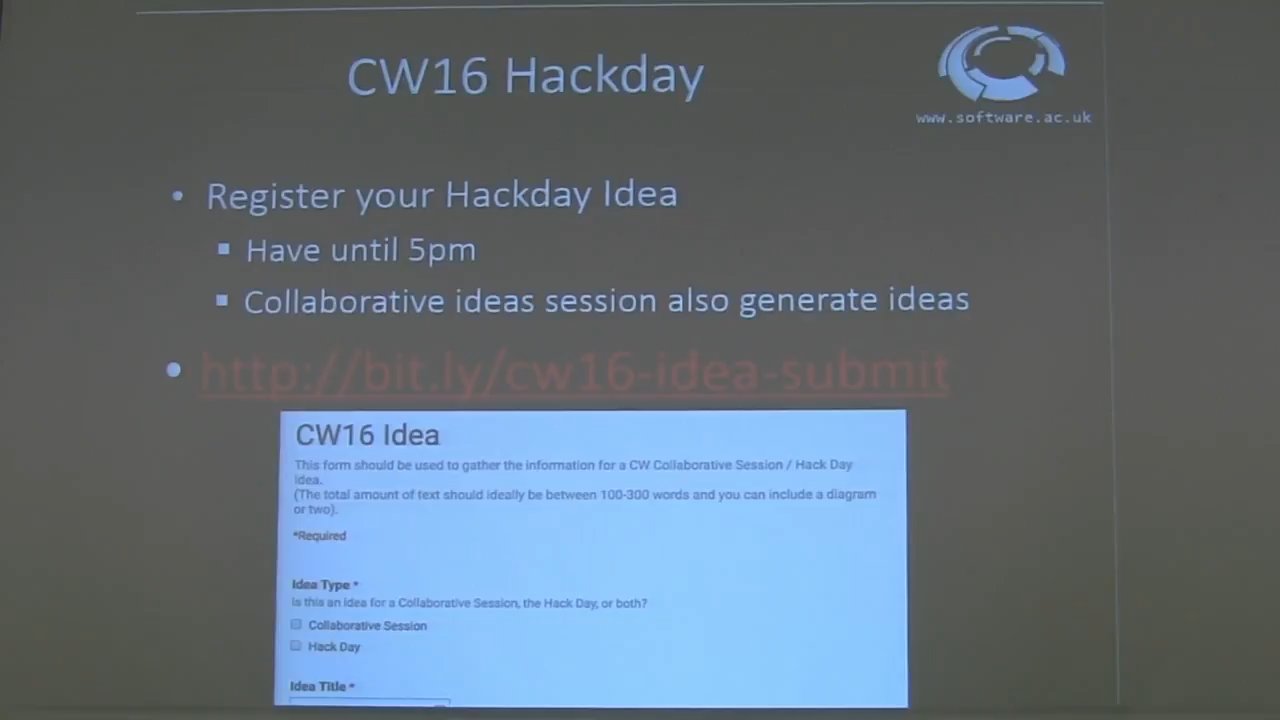 CW16 Hackday
www.software.ac.uk
• Register your Hackday Idea
▪ Have until 5pm
▪ Collaborative ideas session also generate ideas
• http://bit.ly/cw16-idea-submit
CW16 Idea
This form should be used to gather the information for a CW Collaborative Session / Hack Day
idea.
(The total amount of text should ideally be between 100-300 words and you can include a diagram
or two).
*Required
Idea Type *
Is this an idea for a Collaborative Session, the Hack Day, or both?
Collaborative Session
Hack Day
Idea Title *